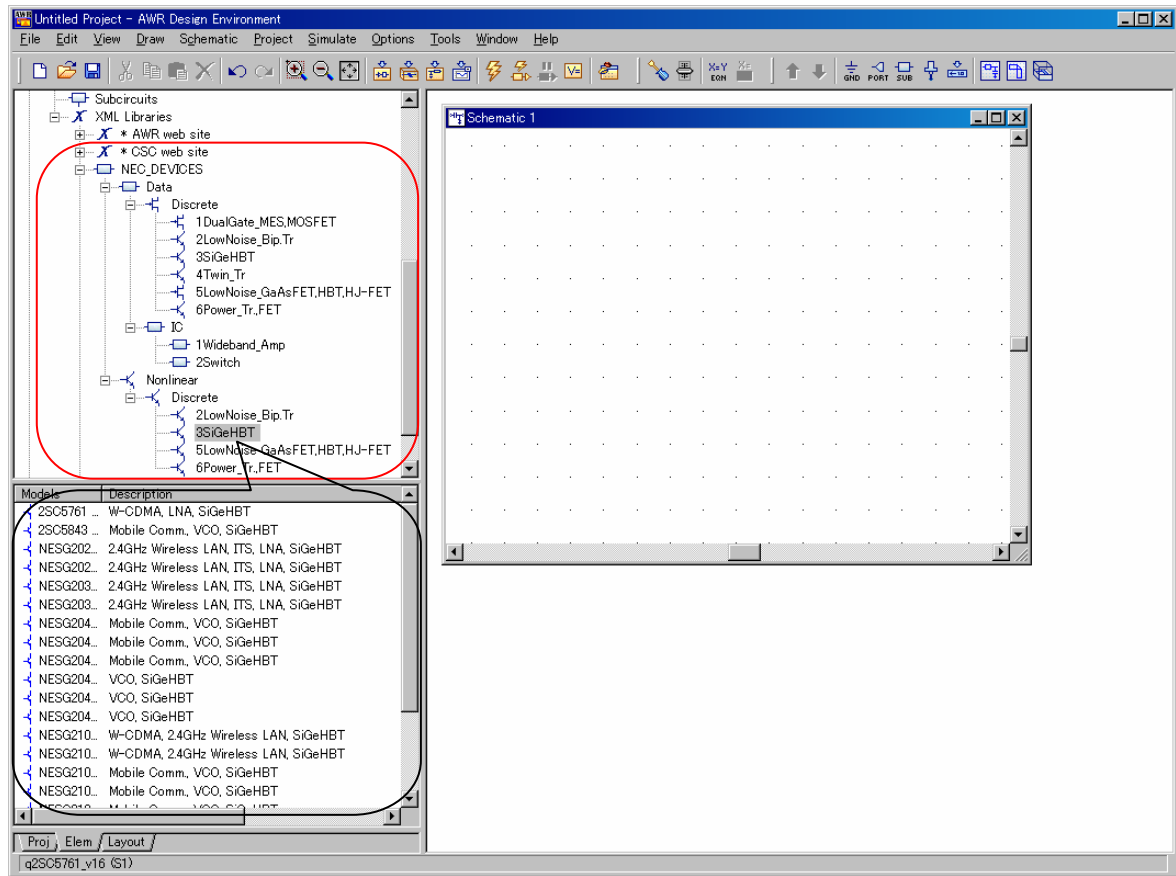 Untitled Project - AWR Design Environment
File Edit View Draw Schematic Project Simulate Options Tools Window Help
X=Y
EQN
X=
GND PORT SUB
Subcircuits
XML Libraries
* AWR web site
* CSC web site
NEC_DEVICES
Data
Discrete
1DualGate_MES,MOSFET
2LowNoise_Bip.Tr
3SiGeHBT
4Twin_Tr
5LowNoise_GaAsFET,HBT,HJ-FET
6Power_Tr.,FET
IC
1Wideband_Amp
2Switch
Nonlinear
Discrete
2LowNoise_Bip.Tr
3SiGeHBT
5LowNoise_GaAsFET,HBT,HJ-FET
6Power_Tr.,FET
Schematic 1
Models Description
2SC5761 ... W-CDMA, LNA, SiGeHBT
2SC5843 ... Mobile Comm., VCO, SiGeHBT
NESG202... 2.4GHz Wireless LAN, ITS, LNA, SiGeHBT
NESG202... 2.4GHz Wireless LAN, ITS, LNA, SiGeHBT
NESG203... 2.4GHz Wireless LAN, ITS, LNA, SiGeHBT
NESG203... 2.4GHz Wireless LAN, ITS, LNA, SiGeHBT
NESG204... Mobile Comm., VCO, SiGeHBT
NESG204... Mobile Comm., VCO, SiGeHBT
NESG204... Mobile Comm., VCO, SiGeHBT
NESG204... VCO, SiGeHBT
NESG204... VCO, SiGeHBT
NESG204... VCO, SiGeHBT
NESG210... W-CDMA, 2.4GHz Wireless LAN, SiGeHBT
NESG210... W-CDMA, 2.4GHz Wireless LAN, SiGeHBT
NESG210... Mobile Comm., VCO, SiGeHBT
NESG210... Mobile Comm., VCO, SiGeHBT
Proj Elem Layout
q2SC5761_v16 (S1)